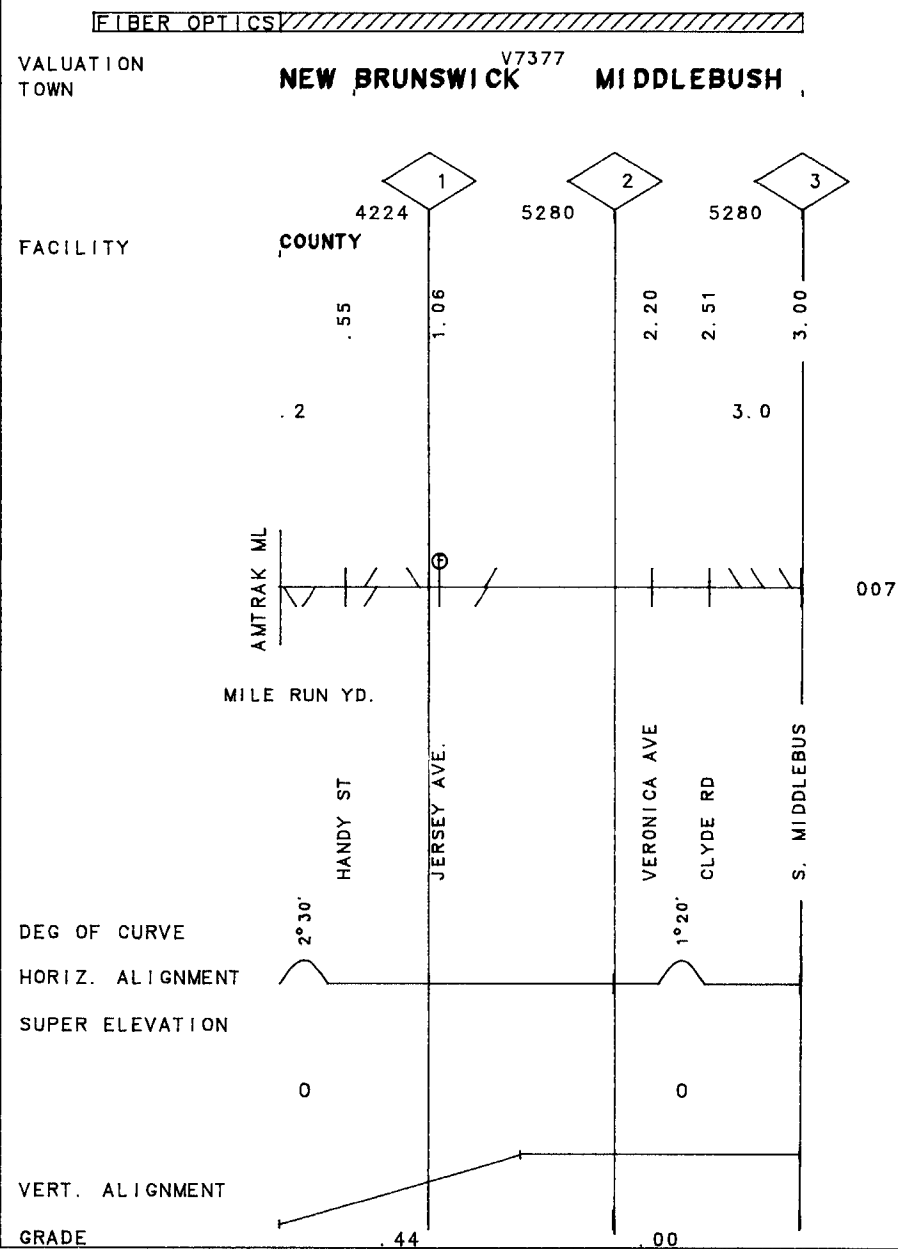 FIBER OPTICS
VALUATION V7377
TOWN NEW BRUNSWICK MIDDLEBUSH
1 2 3
4224 5280 5280
FACILITY COUNTY
.55 1.06 2.20 2.51 3.00
.2 3.0
AMTRAK ML
F
007
MILE RUN YD.
HANDY ST
JERSEY AVE.
VERONICA AVE
CLYDE RD
S. MIDDLEBUS
DEG OF CURVE 2°30' 1°20'
HORIZ. ALIGNMENT
SUPER ELEVATION
0 0
VERT. ALIGNMENT
GRADE .44 .00